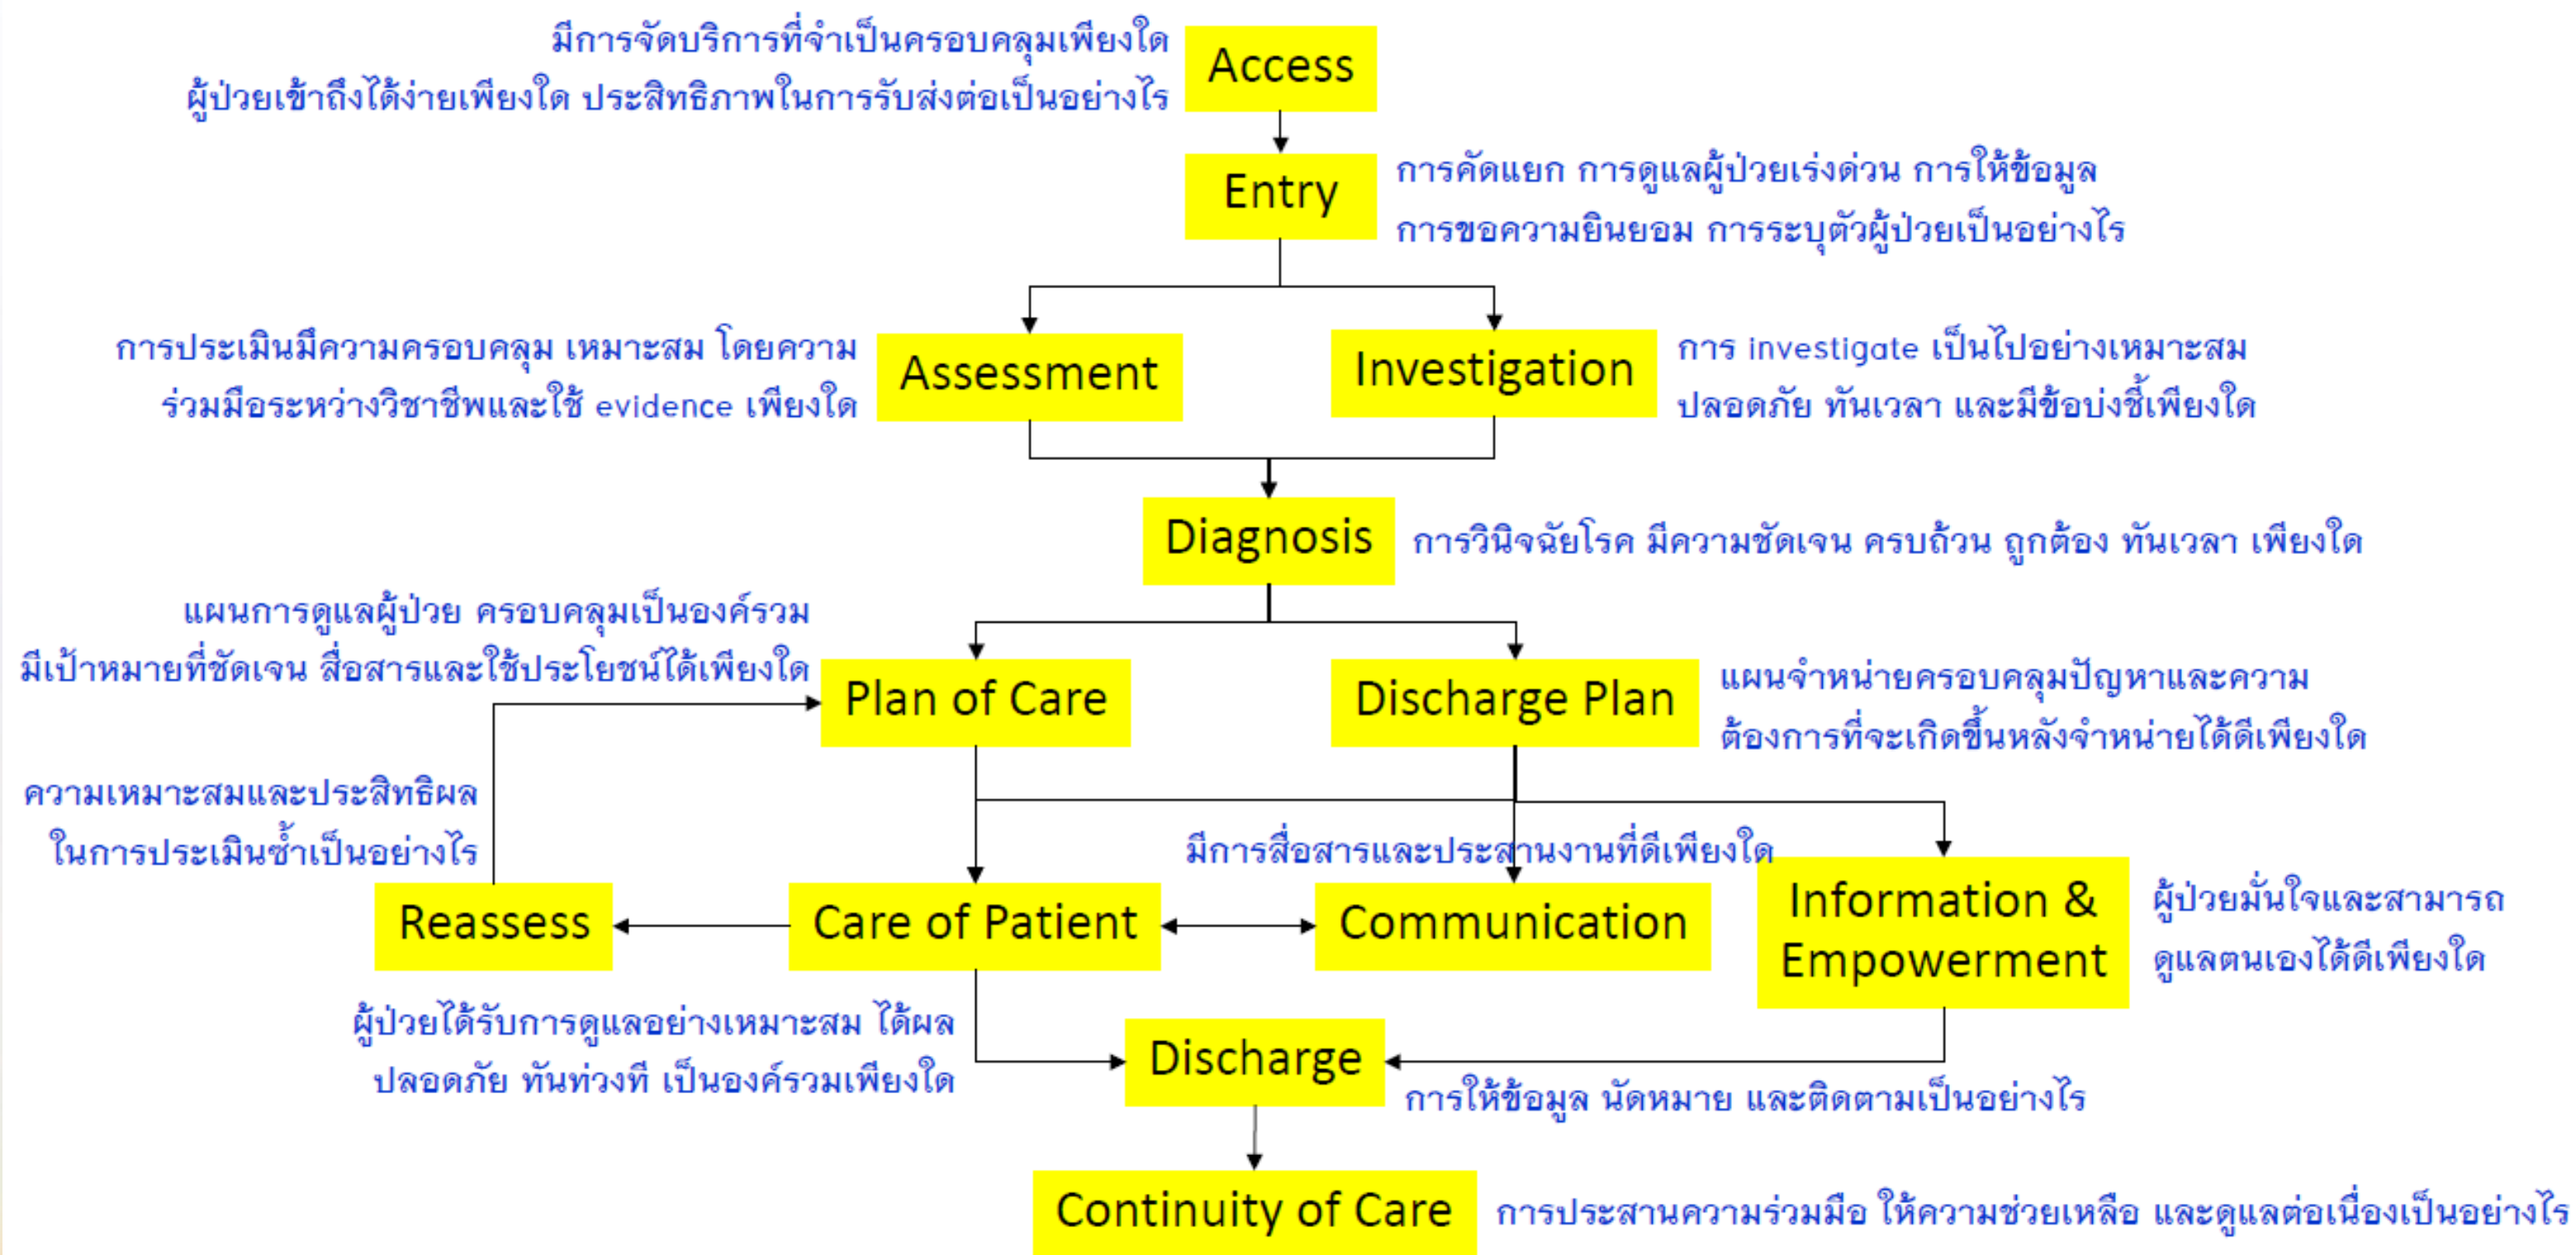 มีการจัดบริการที่จำเป็นครอบคลุมเพียงใด
ผู้ป่วยเข้าถึงได้ง่ายเพียงใด ประสิทธิภาพในการรับส่งต่อเป็นอย่างไร
Access
Entry
การคัดแยก การดูแลผู้ป่วยเร่งด่วน การให้ข้อมูล
การขอความยินยอม การระบุตัวผู้ป่วยเป็นอย่างไร
การประเมินมีความครอบคลุม เหมาะสม โดยความ
ร่วมมือระหว่างวิชาชีพและใช้ evidence เพียงใด
Assessment
Investigation
การ investigate เป็นไปอย่างเหมาะสม
ปลอดภัย ทันเวลา และมีข้อบ่งชี้เพียงใด
Diagnosis
การวินิจฉัยโรค มีความชัดเจน ครบถ้วน ถูกต้อง ทันเวลา เพียงใด
แผนการดูแลผู้ป่วย ครอบคลุมเป็นองค์รวม
มีเป้าหมายที่ชัดเจน สื่อสารและใช้ประโยชน์ได้เพียงใด
Plan of Care
Discharge Plan
แผนจำหน่ายครอบคลุมปัญหาและความ
ต้องการที่จะเกิดขึ้นหลังจำหน่ายได้ดีเพียงใด
ความเหมาะสมและประสิทธิผล
ในการประเมินซ้ำเป็นอย่างไร
มีการสื่อสารและประสานงานที่ดีเพียงใด
Reassess
Care of Patient
Communication
Information &
Empowerment
ผู้ป่วยมั่นใจและสามารถ
ดูแลตนเองได้ดีเพียงใด
ผู้ป่วยได้รับการดูแลอย่างเหมาะสม ได้ผล
ปลอดภัย ทันท่วงที เป็นองค์รวมเพียงใด
Discharge
การให้ข้อมูล นัดหมาย และติดตามเป็นอย่างไร
Continuity of Care
การประสานความร่วมมือ ให้ความช่วยเหลือ และดูแลต่อเนื่องเป็นอย่างไร